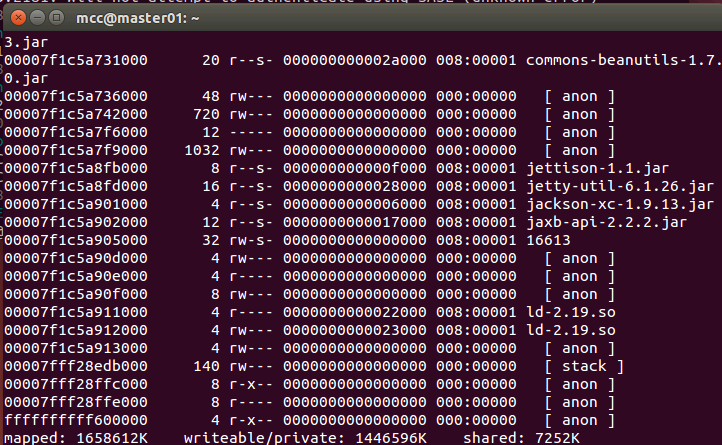 mcc@master01: ~
3.jar
00007f1c5a731000 20 r--s- 000000000002a000 008:00001 commons-beanutils-1.7.
0.jar
00007f1c5a736000 48 rw--- 0000000000000000 000:00000 [ anon ]
00007f1c5a742000 720 rw--- 0000000000000000 000:00000 [ anon ]
00007f1c5a7f6000 12 ----- 0000000000000000 000:00000 [ anon ]
00007f1c5a7f9000 1032 rw--- 0000000000000000 000:00000 [ anon ]
00007f1c5a8fb000 8 r--s- 000000000000f000 008:00001 jettison-1.1.jar
00007f1c5a8fd000 16 r--s- 0000000000028000 008:00001 jetty-util-6.1.26.jar
00007f1c5a901000 4 r--s- 0000000000006000 008:00001 jackson-xc-1.9.13.jar
00007f1c5a902000 12 r--s- 0000000000017000 008:00001 jaxb-api-2.2.2.jar
00007f1c5a905000 32 rw-s- 0000000000000000 008:00001 16613
00007f1c5a90d000 4 rw--- 0000000000000000 000:00000 [ anon ]
00007f1c5a90e000 4 r---- 0000000000000000 000:00000 [ anon ]
00007f1c5a90f000 8 rw--- 0000000000000000 000:00000 [ anon ]
00007f1c5a911000 4 r---- 0000000000022000 008:00001 ld-2.19.so
00007f1c5a912000 4 rw--- 0000000000023000 008:00001 ld-2.19.so
00007f1c5a913000 4 rw--- 0000000000000000 000:00000 [ anon ]
00007fff28edb000 140 rw--- 0000000000000000 000:00000 [ stack ]
00007fff28ffc000 8 r-x-- 0000000000000000 000:00000 [ anon ]
00007fff28ffe000 8 r---- 0000000000000000 000:00000 [ anon ]
ffffffffff600000 4 r-x-- 0000000000000000 000:00000 [ anon ]
mapped: 1658612K writeable/private: 1446596K shared: 7252K